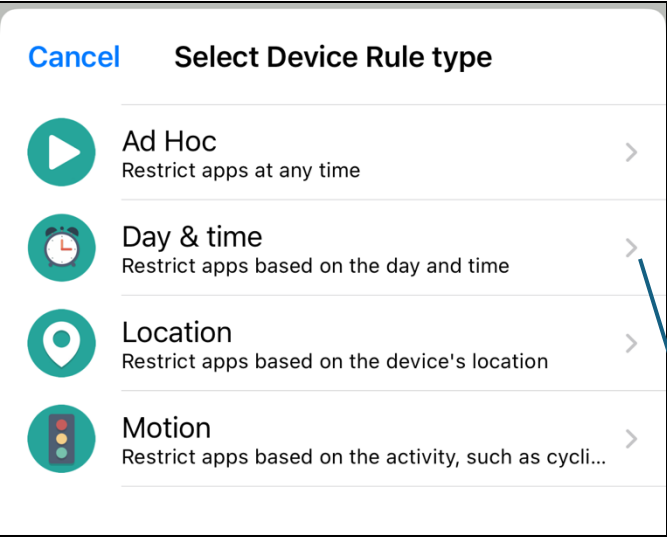 Cancel Select Device Rule type
Ad Hoc
Restrict apps at any time
Day & time
Restrict apps based on the day and time
Location
Restrict apps based on the device's location
Motion
Restrict apps based on the activity, such as cycli...